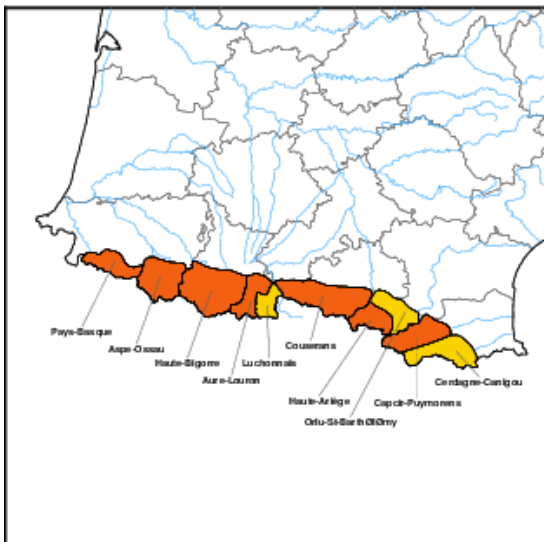 Pays-Basque
Aspe-Ossau
Haute-Bigorre
Aure-Louron
Luchonnais
Couserans
Haute-Ariège
Orlu-St-BarthØlØmy
Capcir-Puymorens
Cerdagne-Canigou